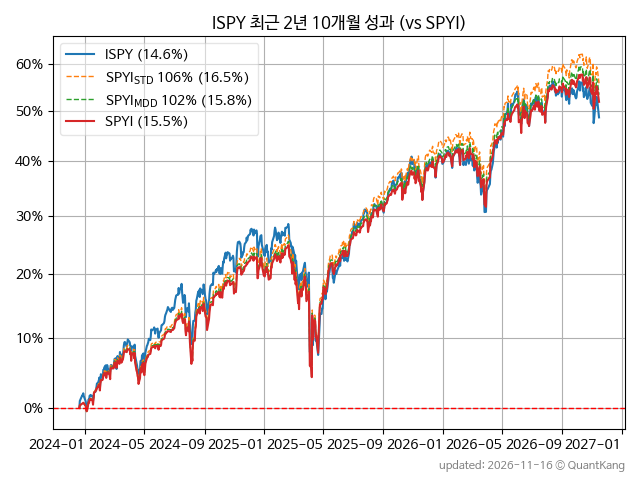 ISPY 최근 2년 10개월 성과 (vs SPYI)
ISPY (14.6%)
SPYI_STD 106% (16.5%)
SPYI_MDD 102% (15.8%)
SPYI (15.5%)
60%
50%
40%
30%
20%
10%
0%
2024-01 2024-05 2024-09 2025-01 2025-05 2025-09 2026-01 2026-05 2026-09 2027-01
updated: 2026-11-16 © QuantKang